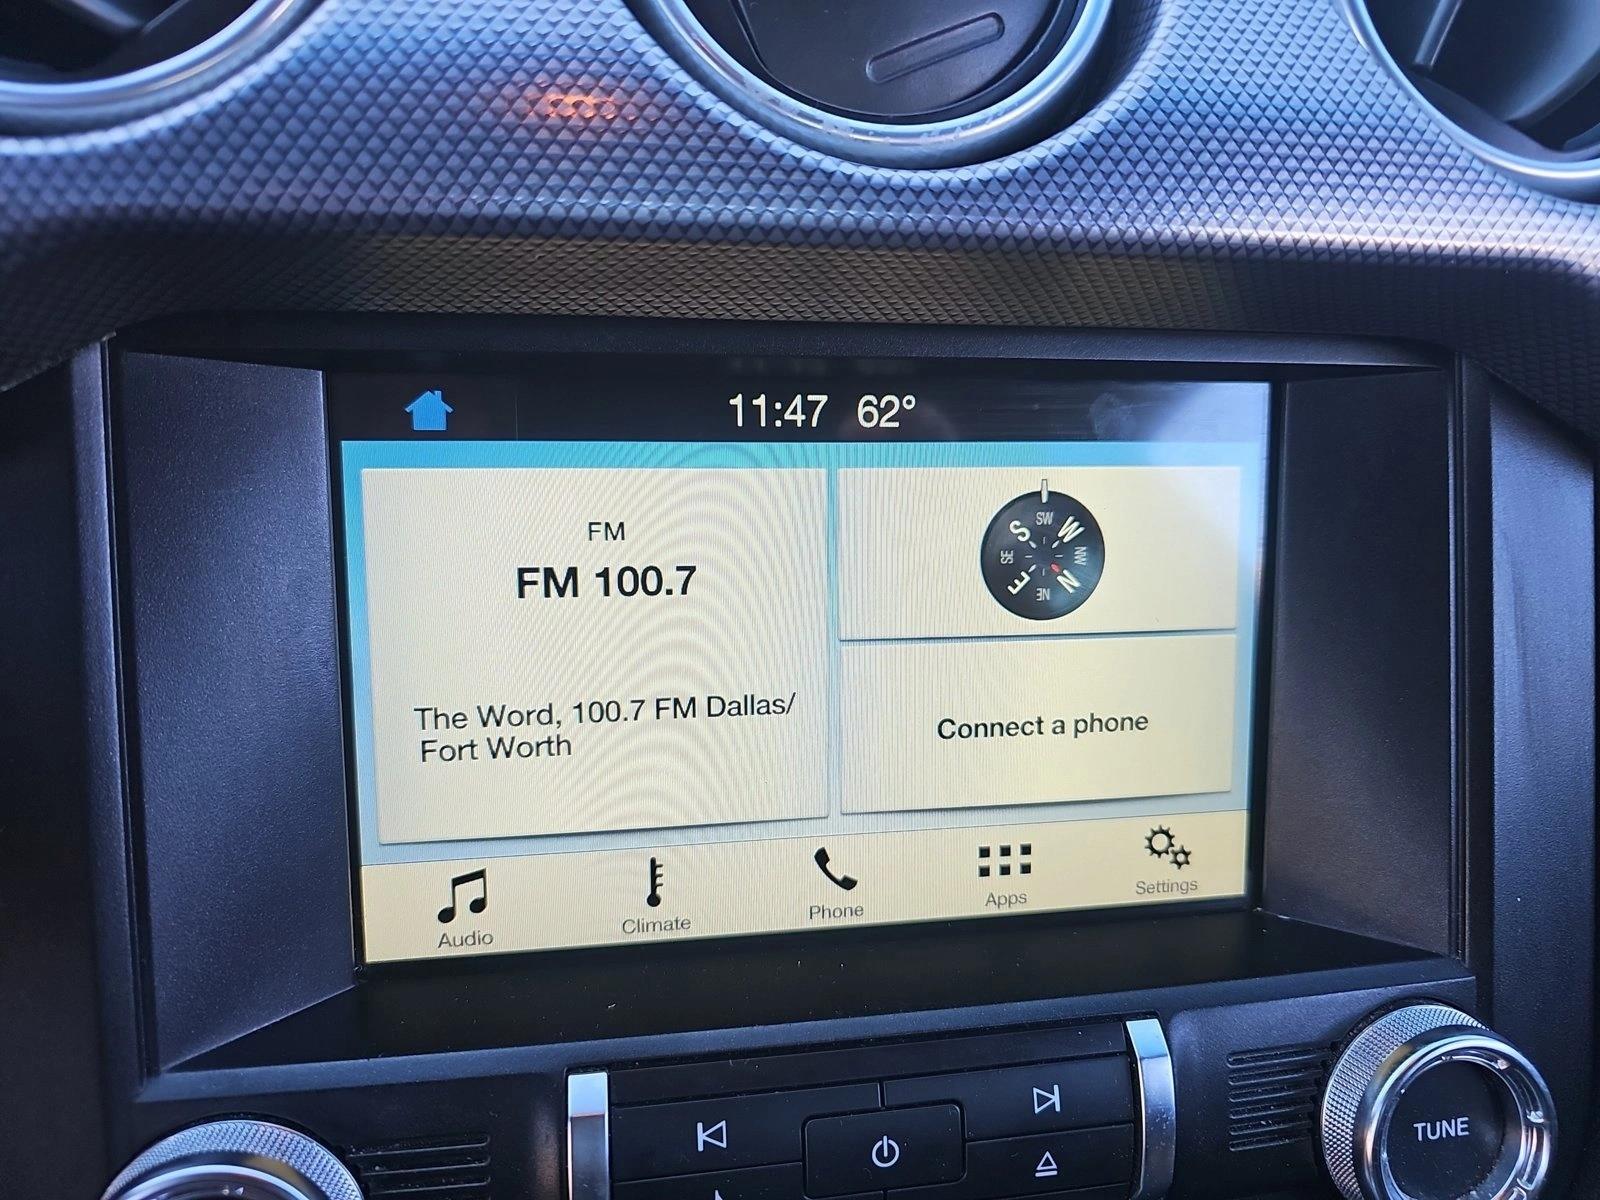 11:47 62°
FM
FM 100.7
The Word, 100.7 FM Dallas/
Fort Worth
SW
S W
SE NW
E N
NE
Connect a phone
Audio Climate Phone Apps Settings
TUNE